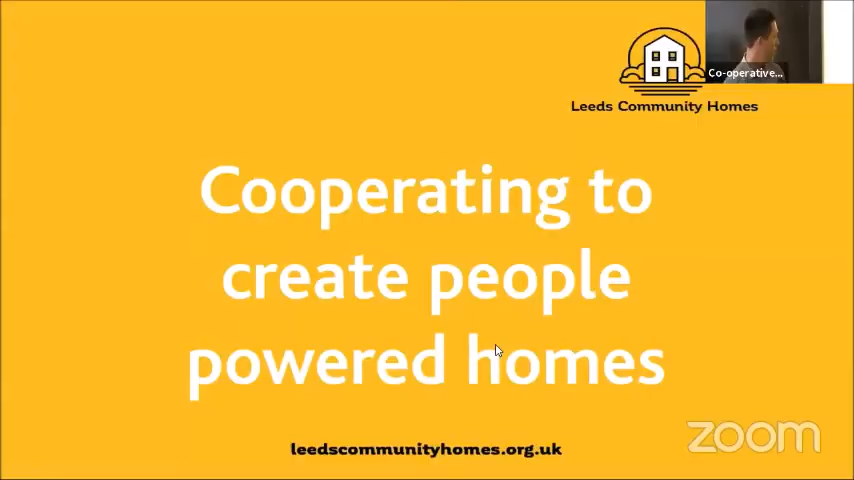 Co-operative...
Leeds Community Homes
Cooperating to
create people
powered homes
leedscommunityhomes.org.uk
zoom